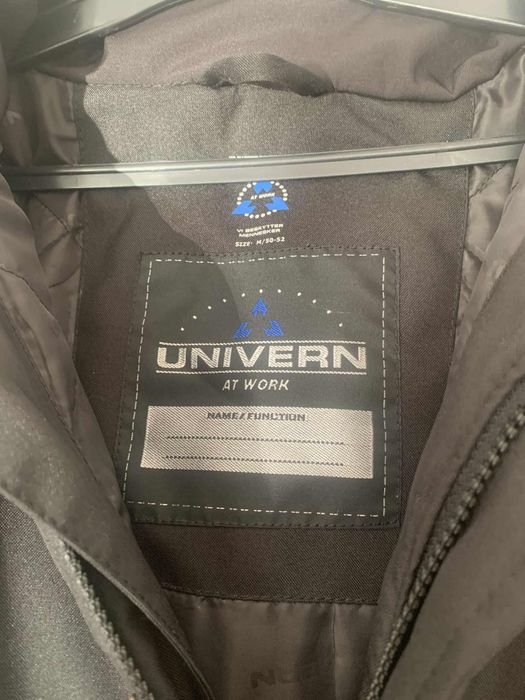 AT WORK
VI BESKYTTER
MENNESKER
SIZE: M/50-52
UNIVERN
AT WORK
NAME/FUNCTION